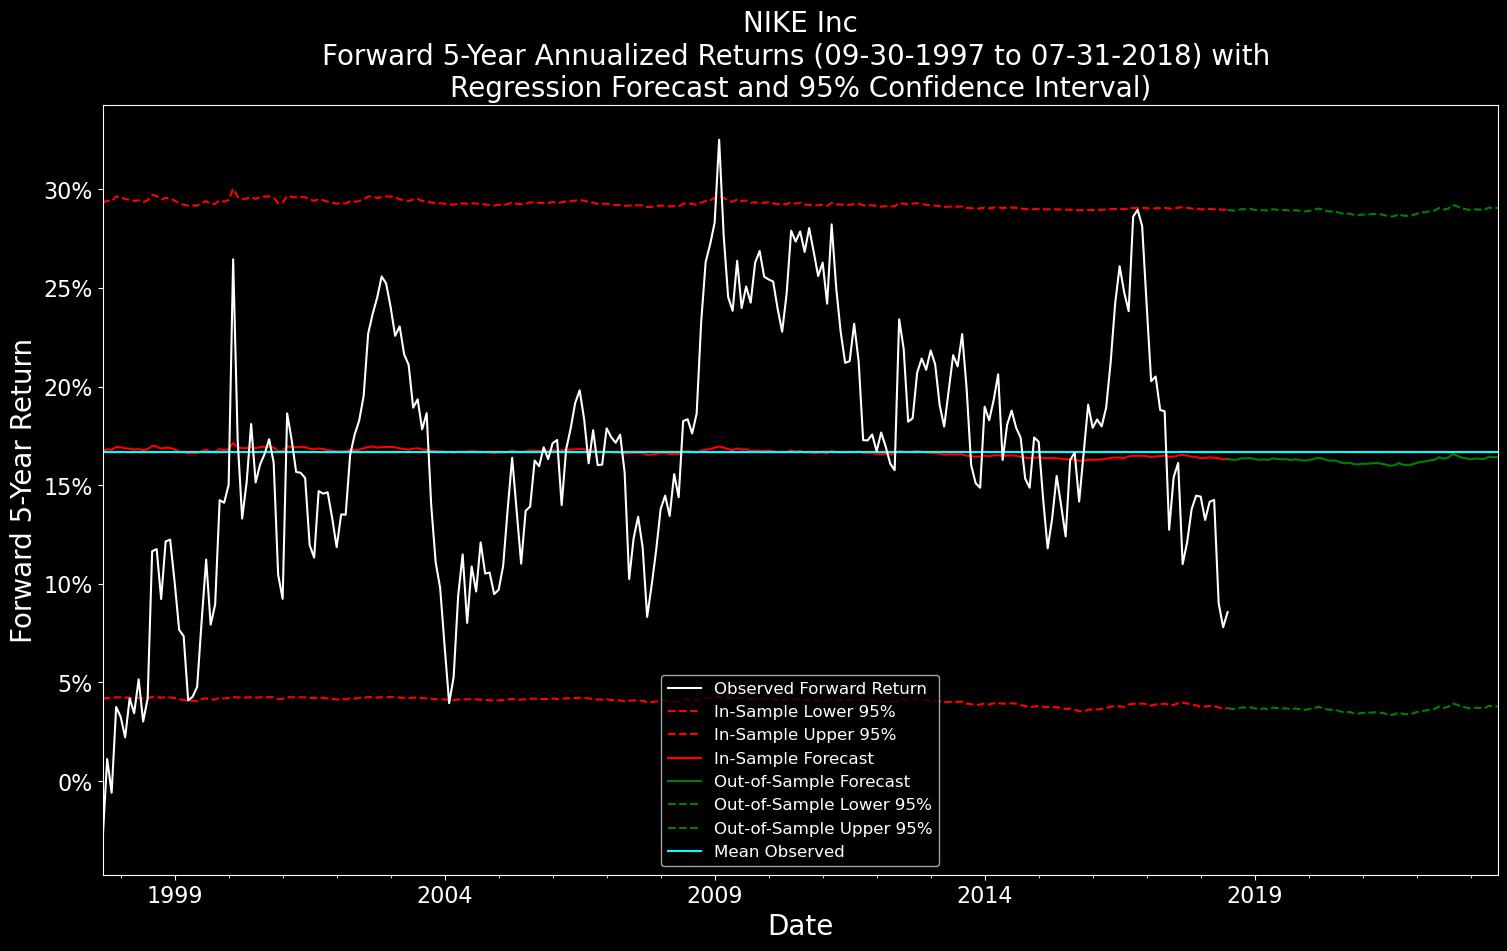 NIKE Inc
Forward 5-Year Annualized Returns (09-30-1997 to 07-31-2018) with
Regression Forecast and 95% Confidence Interval)
Forward 5-Year Return
30%
25%
20%
15%
10%
5%
0%
Observed Forward Return
In-Sample Lower 95%
In-Sample Upper 95%
In-Sample Forecast
Out-of-Sample Forecast
Out-of-Sample Lower 95%
Out-of-Sample Upper 95%
Mean Observed
1999
2004
2009
2014
2019
Date